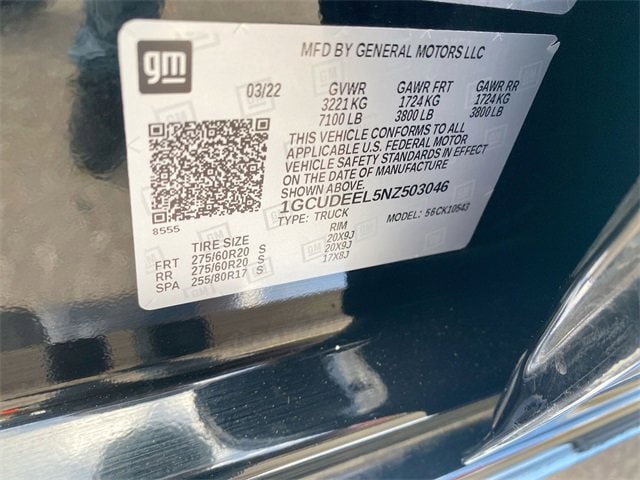 gm
MFD BY GENERAL MOTORS LLC
03/22 GVWR GAWR FRT GAWR RR
3221 KG 1724 KG 1724 KG
7100 LB 3800 LB 3800 LB
THIS VEHICLE CONFORMS TO ALL
APPLICABLE U.S. FEDERAL MOTOR
VEHICLE SAFETY STANDARDS IN EFFECT
ON THE DATE OF MANUFACTURE
SHOWN ABOVE.
1GCUDEEL5NZ503046
TYPE: TRUCK MODEL: 56CK10543
8555
TIRE SIZE RIM
FRT 275/60R20 S 20X9J
RR 275/60R20 S 20X9J
SPA 255/80R17 S 17X8J